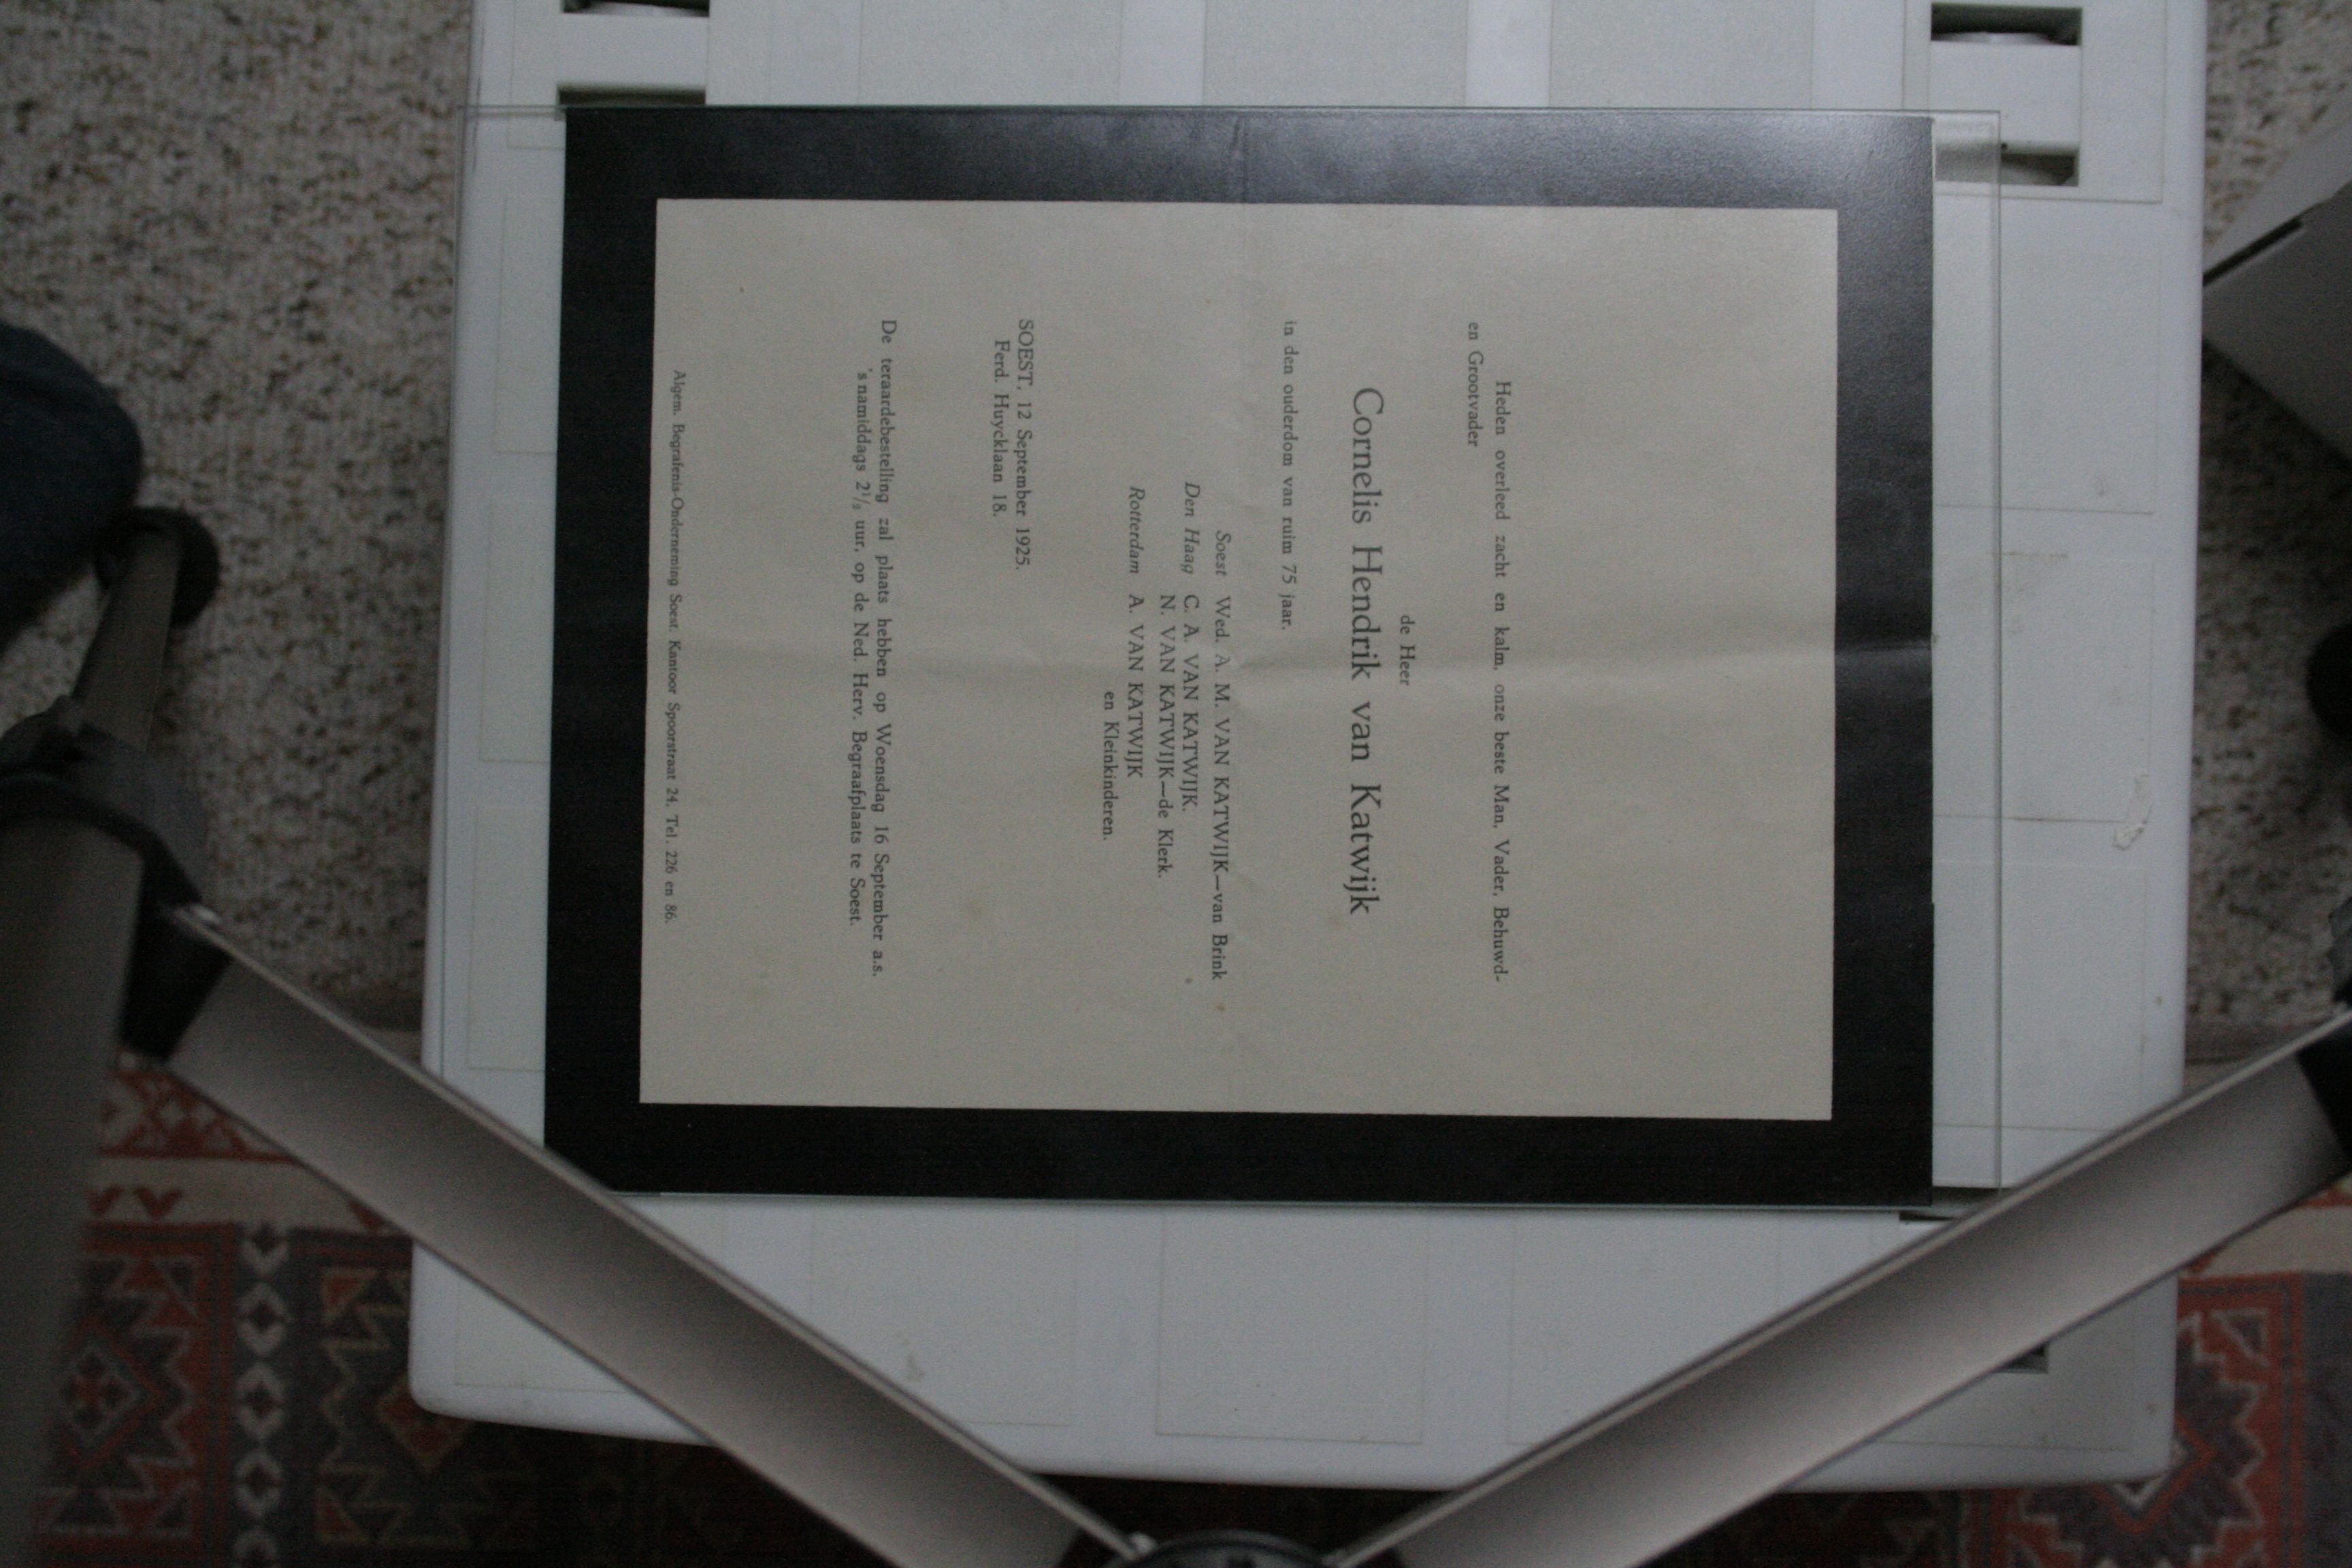 Heden overleed zacht en kalm, onze beste Man, Vader, Behuwd-
en Grootvader
de Heer
Cornelis Hendrik van Katwijk
in den ouderdom van ruim 75 jaar.
Soest Wed. A. M. VAN KATWIJK—van Brink
Den Haag C. A. VAN KATWIJK.
N. VAN KATWIJK—de Klerk.
Rotterdam A. VAN KATWIJK
en Kleinkinderen.
SOEST, 12 September 1925.
Ferd. Huycklaan 18.
De teraardebestelling zal plaats hebben op Woensdag 16 September a.s.
's namiddags 2½ uur, op de Ned. Herv. Begraafplaats te Soest.
Algem. Begrafenis-Onderneming Soest. Kantoor Spoorstraat 24. Tel. 226 en 86.